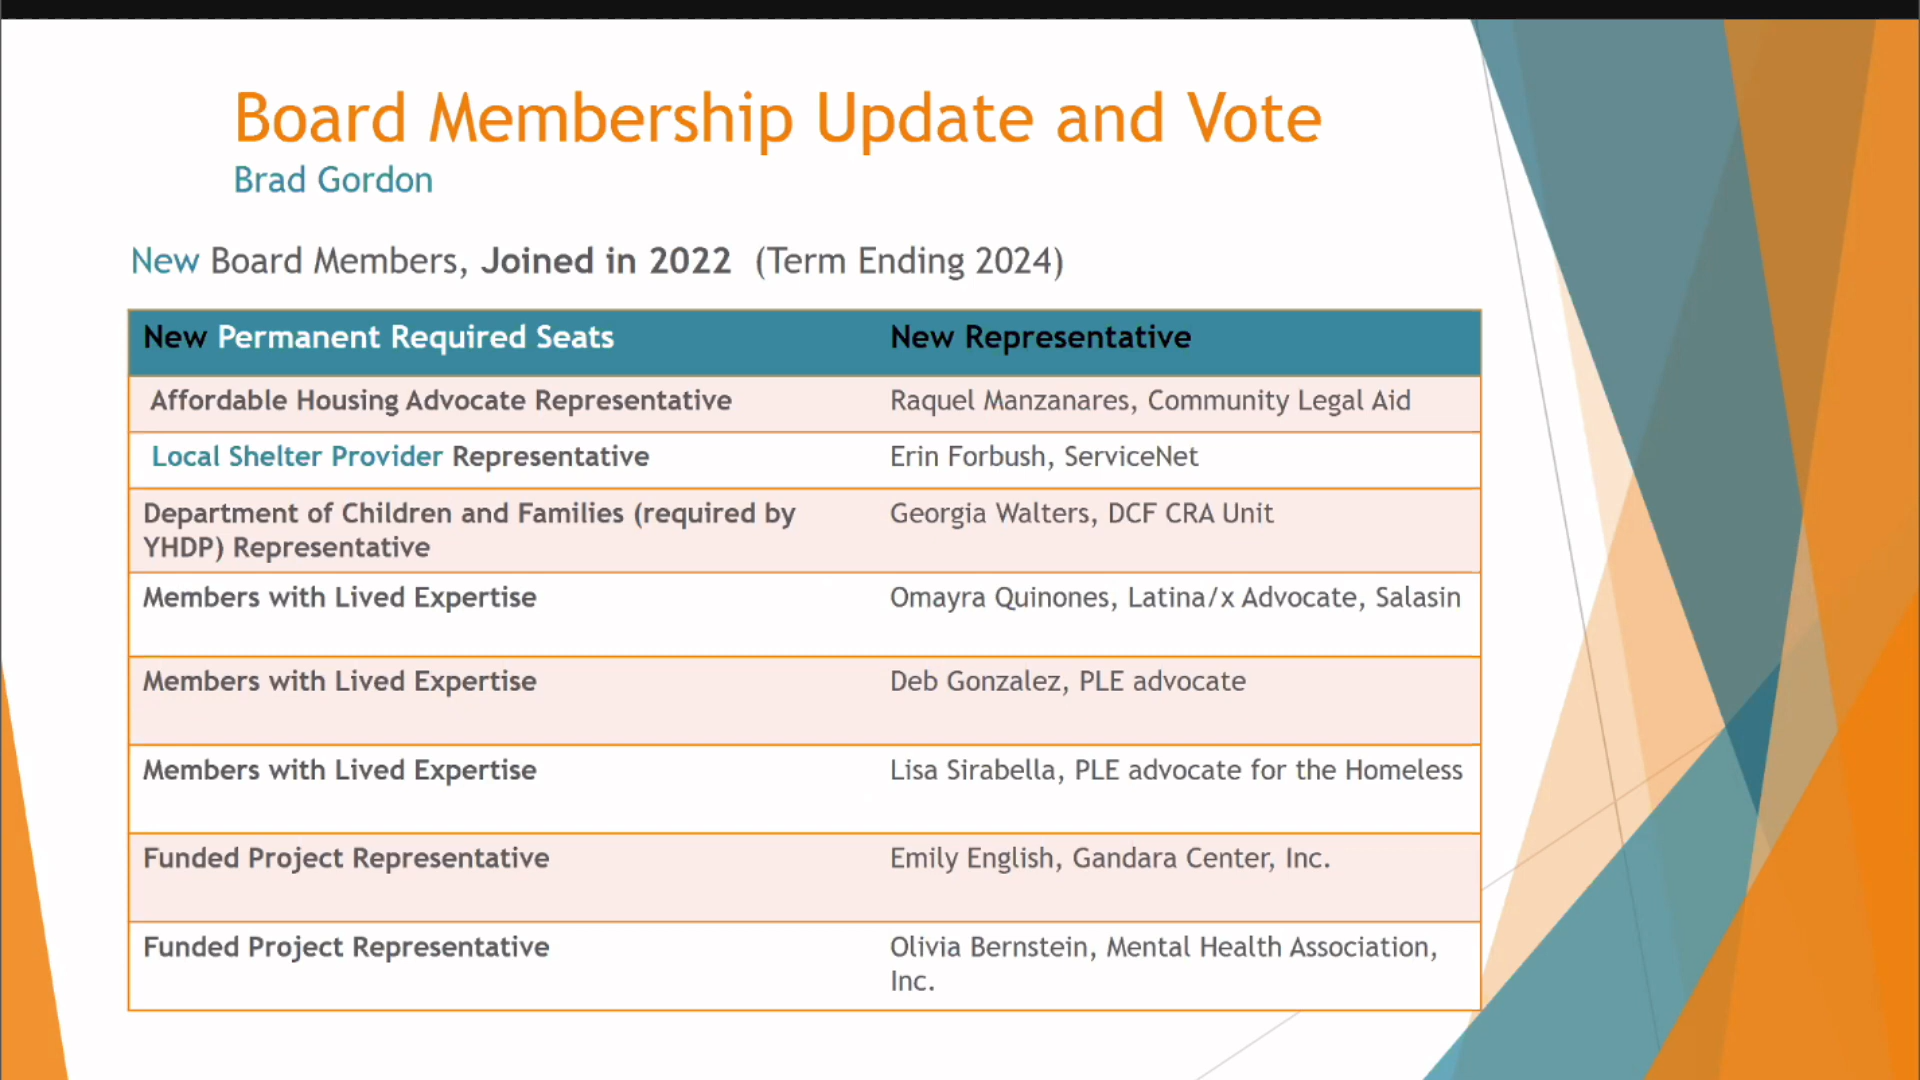 Board Membership Update and Vote
Brad Gordon
New Board Members, Joined in 2022 (Term Ending 2024)
New Permanent Required Seats New Representative
Affordable Housing Advocate Representative Raquel Manzanares, Community Legal Aid
Local Shelter Provider Representative Erin Forbush, ServiceNet
Department of Children and Families (required by Georgia Walters, DCF CRA Unit
YHDP) Representative
Members with Lived Expertise Omayra Quinones, Latina/x Advocate, Salasin
Members with Lived Expertise Deb Gonzalez, PLE advocate
Members with Lived Expertise Lisa Sirabella, PLE advocate for the Homeless
Funded Project Representative Emily English, Gandara Center, Inc.
Funded Project Representative Olivia Bernstein, Mental Health Association,
Inc.